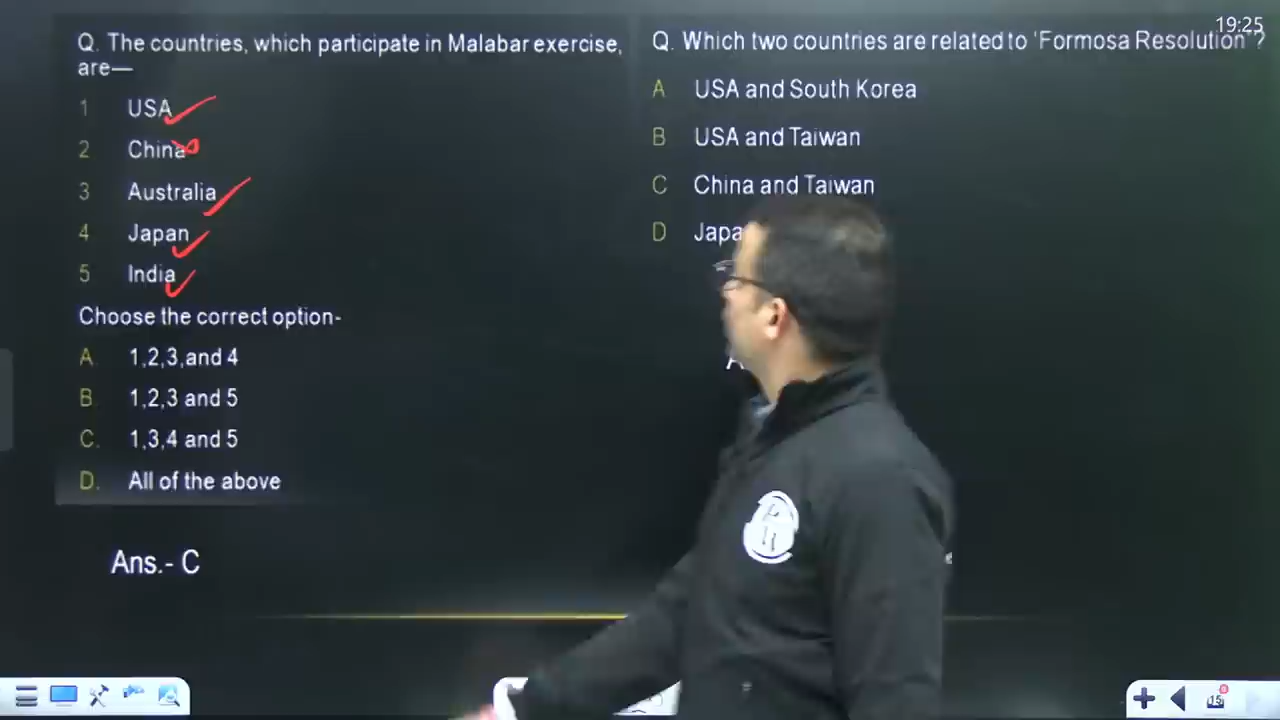 19:25
Q. The countries, which participate in Malabar exercise,
are—
1 USA
2 China
3 Australia
4 Japan
5 India
Choose the correct option-
A. 1,2,3,and 4
B. 1,2,3 and 5
C. 1,3,4 and 5
D. All of the above
Ans.- C
Q. Which two countries are related to 'Formosa Resolution'?
A USA and South Korea
B USA and Taiwan
C China and Taiwan
D